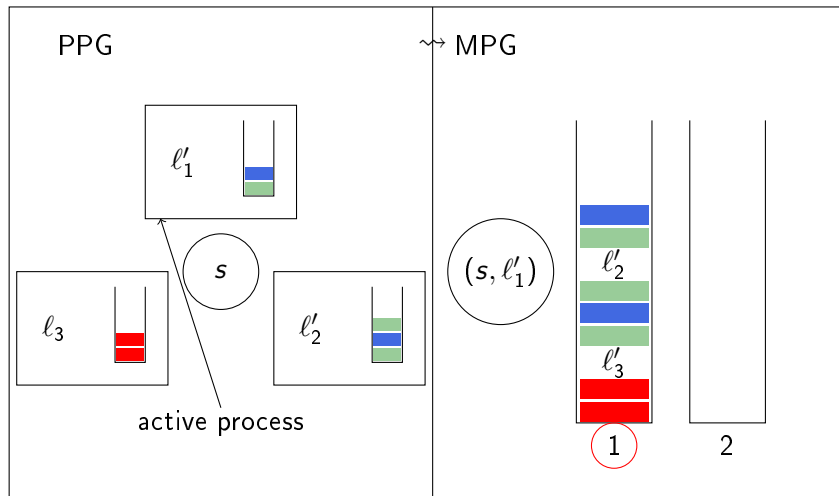 PPG
⇝ MPG
ℓ′₁
s
ℓ₃
ℓ′₂
active process
(s, ℓ′₁)
ℓ′₂
ℓ′₃
1
2